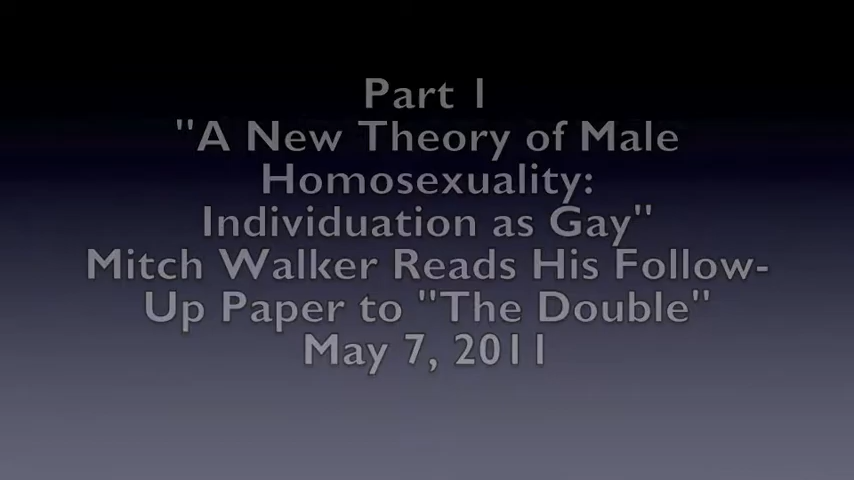 Part 1
"A New Theory of Male
Homosexuality:
Individuation as Gay"
Mitch Walker Reads His Follow-
Up Paper to "The Double"
May 7, 2011